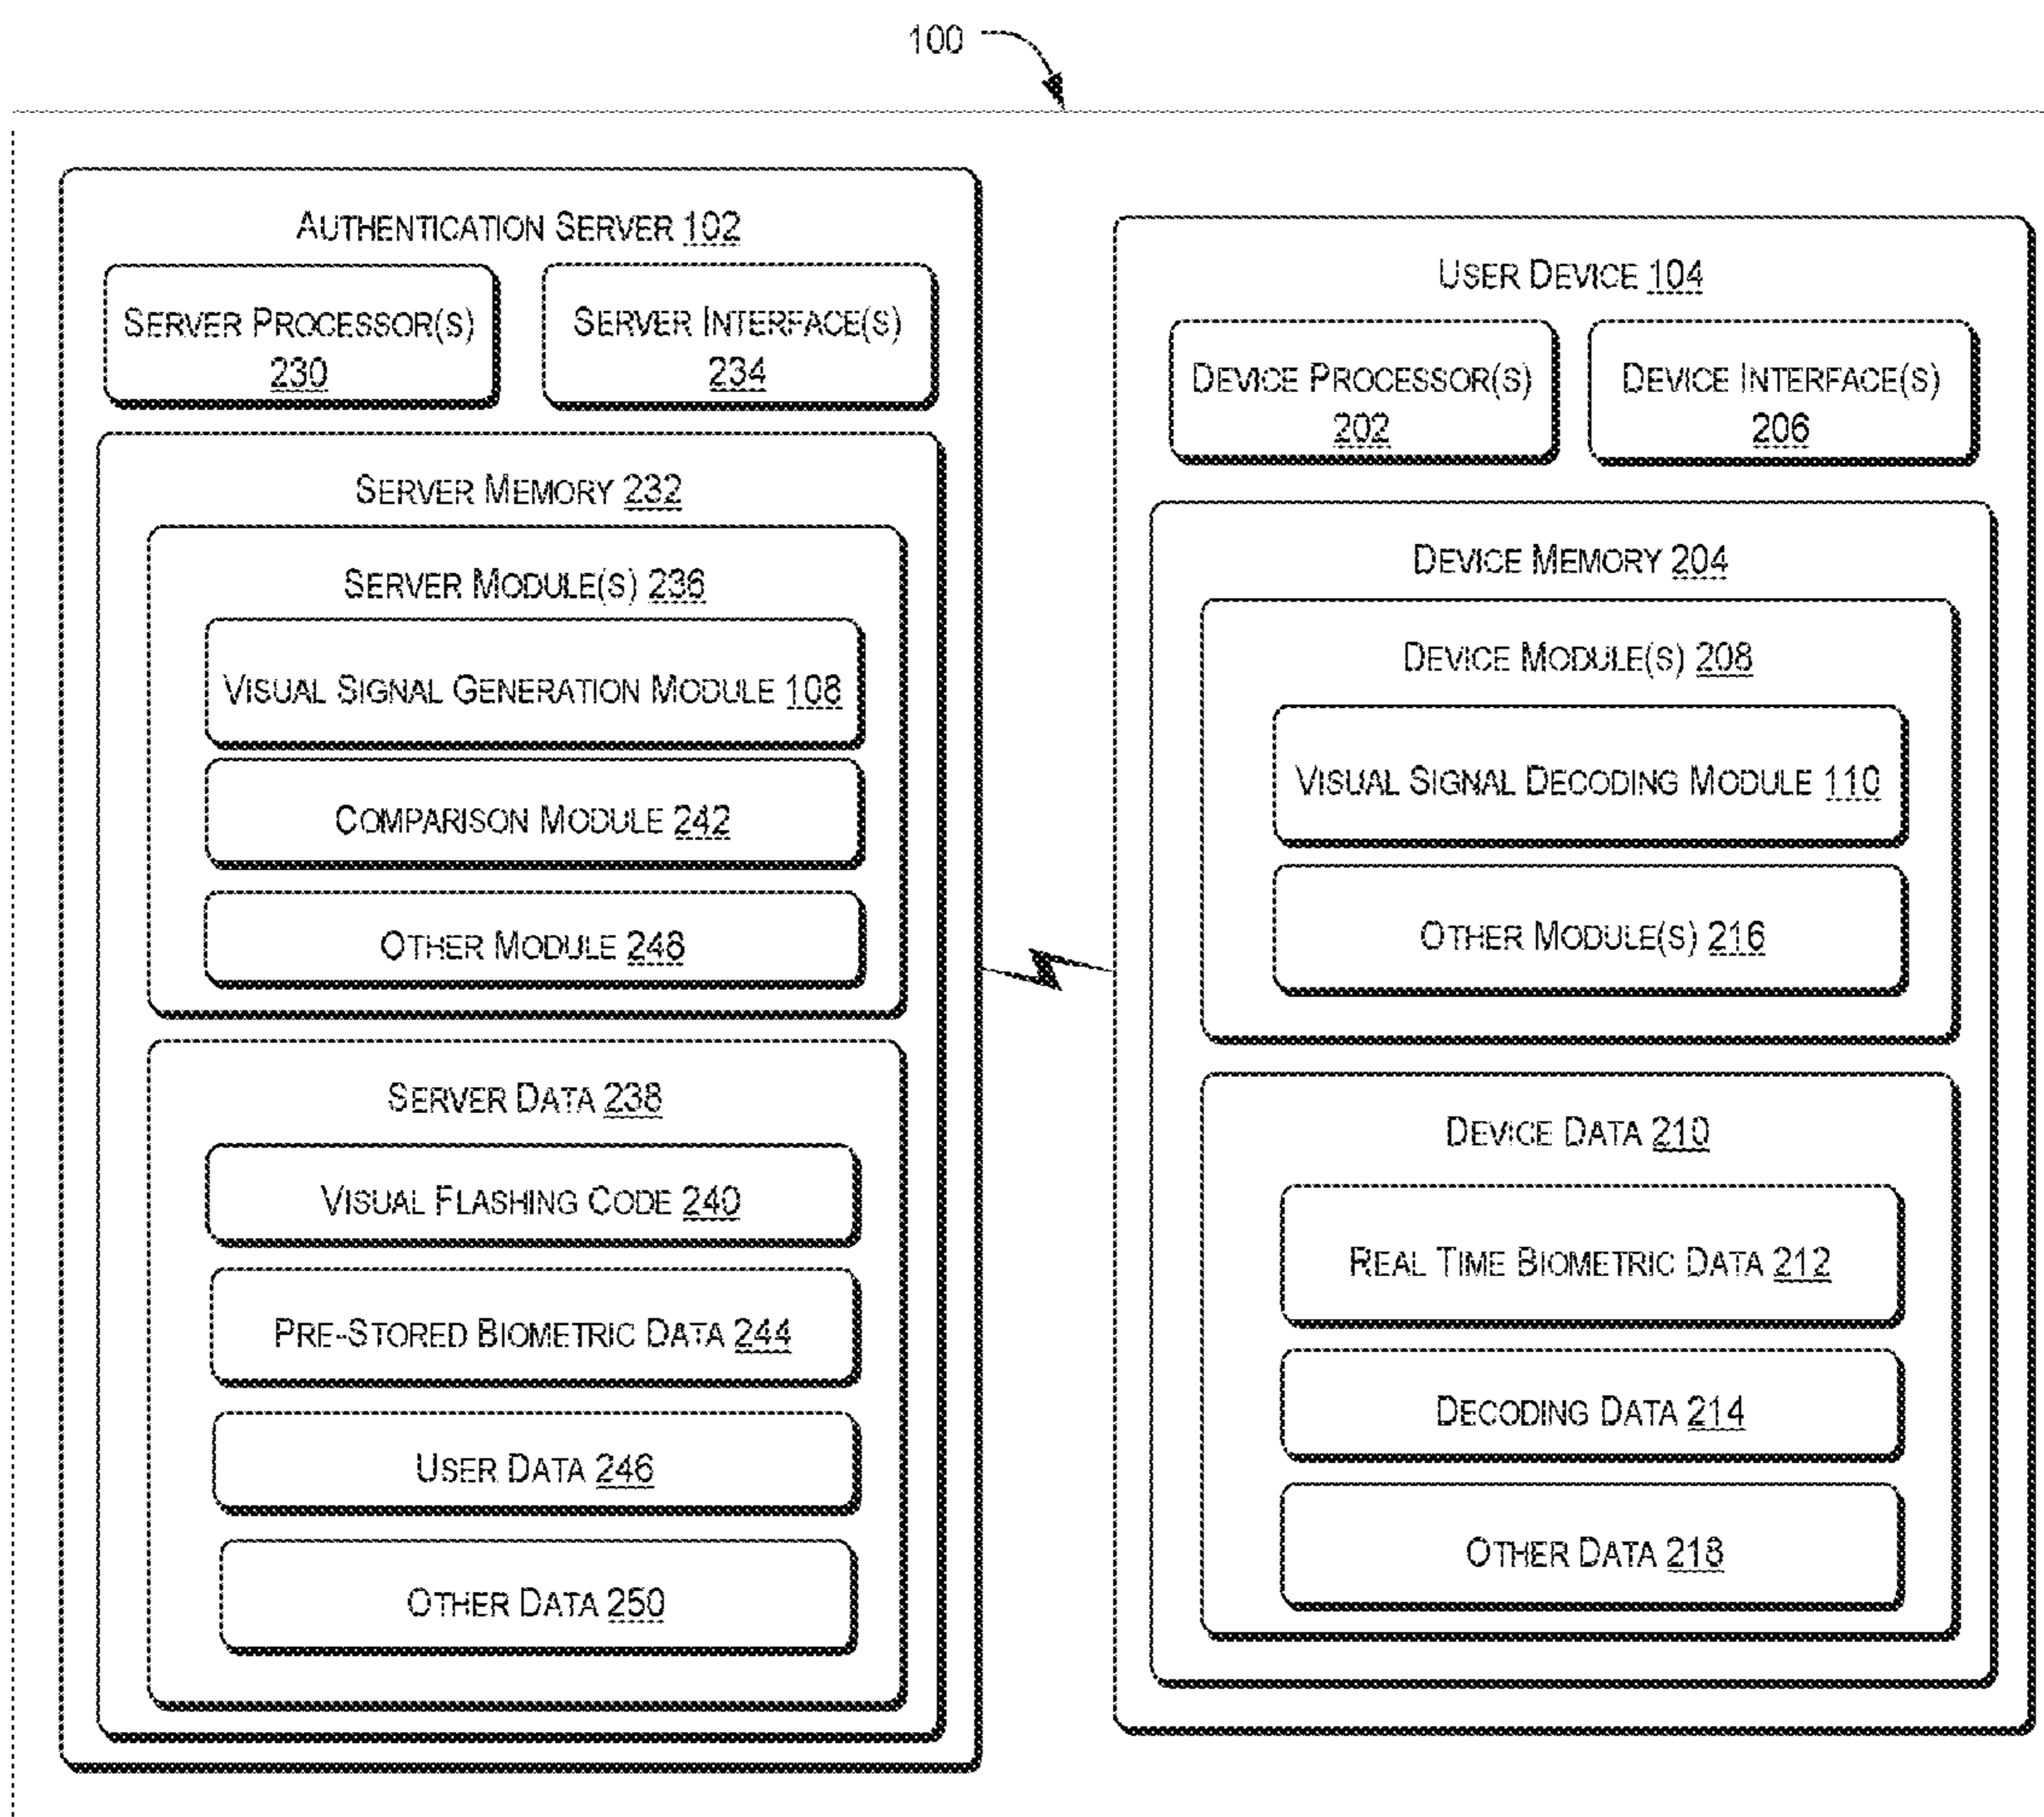 100
AUTHENTICATION SERVER 102
SERVER PROCESSOR(S)
230
SERVER INTERFACE(S)
234
SERVER MEMORY 232
SERVER MODULE(S) 236
VISUAL SIGNAL GENERATION MODULE 108
COMPARISON MODULE 242
OTHER MODULE 248
SERVER DATA 238
VISUAL FLASHING CODE 240
PRE-STORED BIOMETRIC DATA 244
USER DATA 246
OTHER DATA 250
USER DEVICE 104
DEVICE PROCESSOR(S)
202
DEVICE INTERFACE(S)
206
DEVICE MEMORY 204
DEVICE MODULE(S) 208
VISUAL SIGNAL DECODING MODULE 110
OTHER MODULE(S) 216
DEVICE DATA 210
REAL TIME BIOMETRIC DATA 212
DECODING DATA 214
OTHER DATA 218